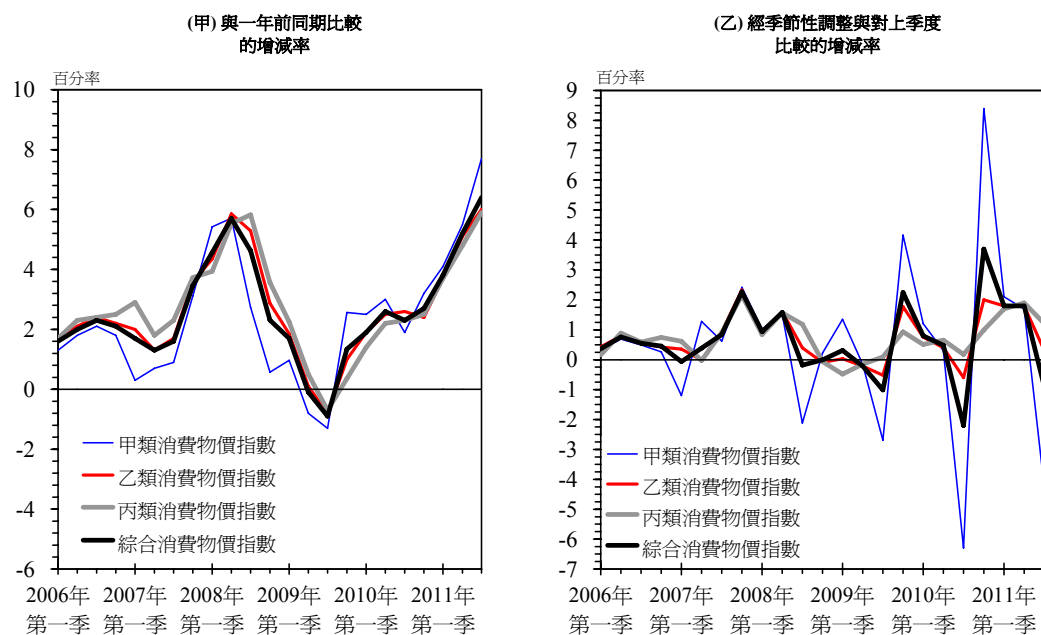 (甲) 與一年前同期比較
的增減率
百分率
10
8
6
4
2
0
-2
-4
-6
甲類消費物價指數
乙類消費物價指數
丙類消費物價指數
綜合消費物價指數
2006年 2007年 2008年 2009年 2010年 2011年
第一季 第一季 第一季 第一季 第一季 第一季
(乙) 經季節性調整與對上季度
比較的增減率
百分率
9
8
7
6
5
4
3
2
1
0
-1
-2
-3
-4
-5
-6
-7
甲類消費物價指數
乙類消費物價指數
丙類消費物價指數
綜合消費物價指數
2006年 2007年 2008年 2009年 2010年 2011年
第一季 第一季 第一季 第一季 第一季 第一季